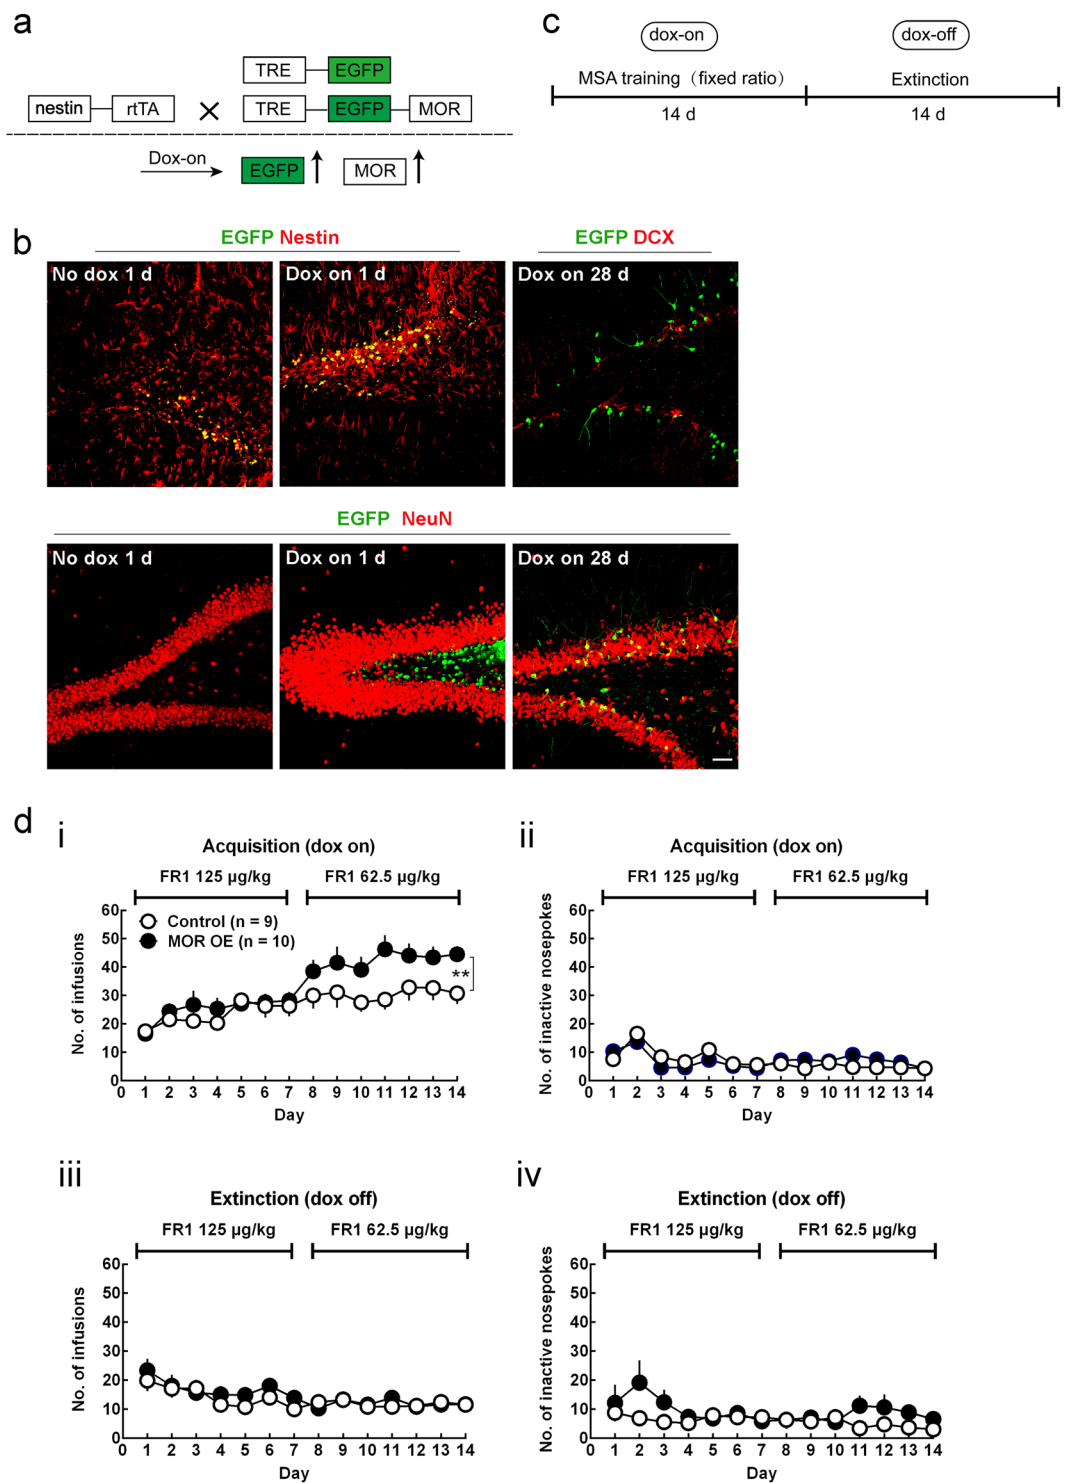 a
TRE EGFP
nestin rtTA × TRE EGFP MOR
Dox-on
EGFP MOR
c
dox-on dox-off
MSA training (fixed ratio) Extinction
14 d 14 d
b
EGFP Nestin
EGFP DCX
No dox 1 d
Dox on 1 d
Dox on 28 d
EGFP NeuN
No dox 1 d
Dox on 1 d
Dox on 28 d
d
i
Acquisition (dox on)
FR1 125 µg/kg FR1 62.5 µg/kg
Control (n = 9)
MOR OE (n = 10)
**
No. of infusions
60
50
40
30
20
10
0
0 1 2 3 4 5 6 7 8 9 10 11 12 13 14
Day
ii
Acquisition (dox on)
FR1 125 µg/kg FR1 62.5 µg/kg
No. of inactive nosepokes
60
50
40
30
20
10
0
0 1 2 3 4 5 6 7 8 9 10 11 12 13 14
Day
iii
Extinction (dox off)
FR1 125 µg/kg FR1 62.5 µg/kg
No. of infusions
60
50
40
30
20
10
0
0 1 2 3 4 5 6 7 8 9 10 11 12 13 14
Day
iv
Extinction (dox off)
FR1 125 µg/kg FR1 62.5 µg/kg
No. of inactive nosepokes
60
50
40
30
20
10
0
0 1 2 3 4 5 6 7 8 9 10 11 12 13 14
Day